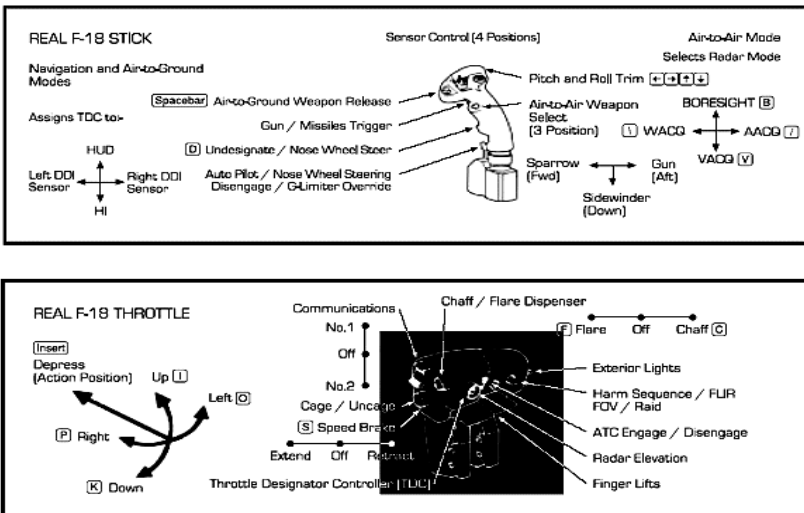 REAL F-18 STICK
Sensor Control (4 Positions)
Air-to-Air Mode
Selects Radar Mode
Navigation and Air-to-Ground
Modes
Pitch and Roll Trim ← → ↑ ↓
Spacebar Air-to-Ground Weapon Release
Air-to-Air Weapon
Select
(3 Position)
BORESIGHT B
Assigns TDC to:-
Gun / Missiles Trigger
\ WACQ
AACQ /
VACQ V
HUD
D Undesignate / Nose Wheel Steer
Left DDI
Sensor
Right DDI
Sensor
HI
Auto Pilot / Nose Wheel Steering
Disengage / G-Limiter Override
Sparrow
(Fwd)
Gun
(Aft)
Sidewinder
(Down)
REAL F-18 THROTTLE
Communications
Chaff / Flare Dispenser
No.1
Off
No.2
F Flare Off Chaff C
Insert
Depress
(Action Position)
Up I
Left O
P Right
K Down
Exterior Lights
Harm Sequence / FLIR
FOV / Raid
Cage / Uncage
S Speed Brake
Extend Off Retract
ATC Engage / Disengage
Radar Elevation
Throttle Designator Controller (TDC)
Finger Lifts